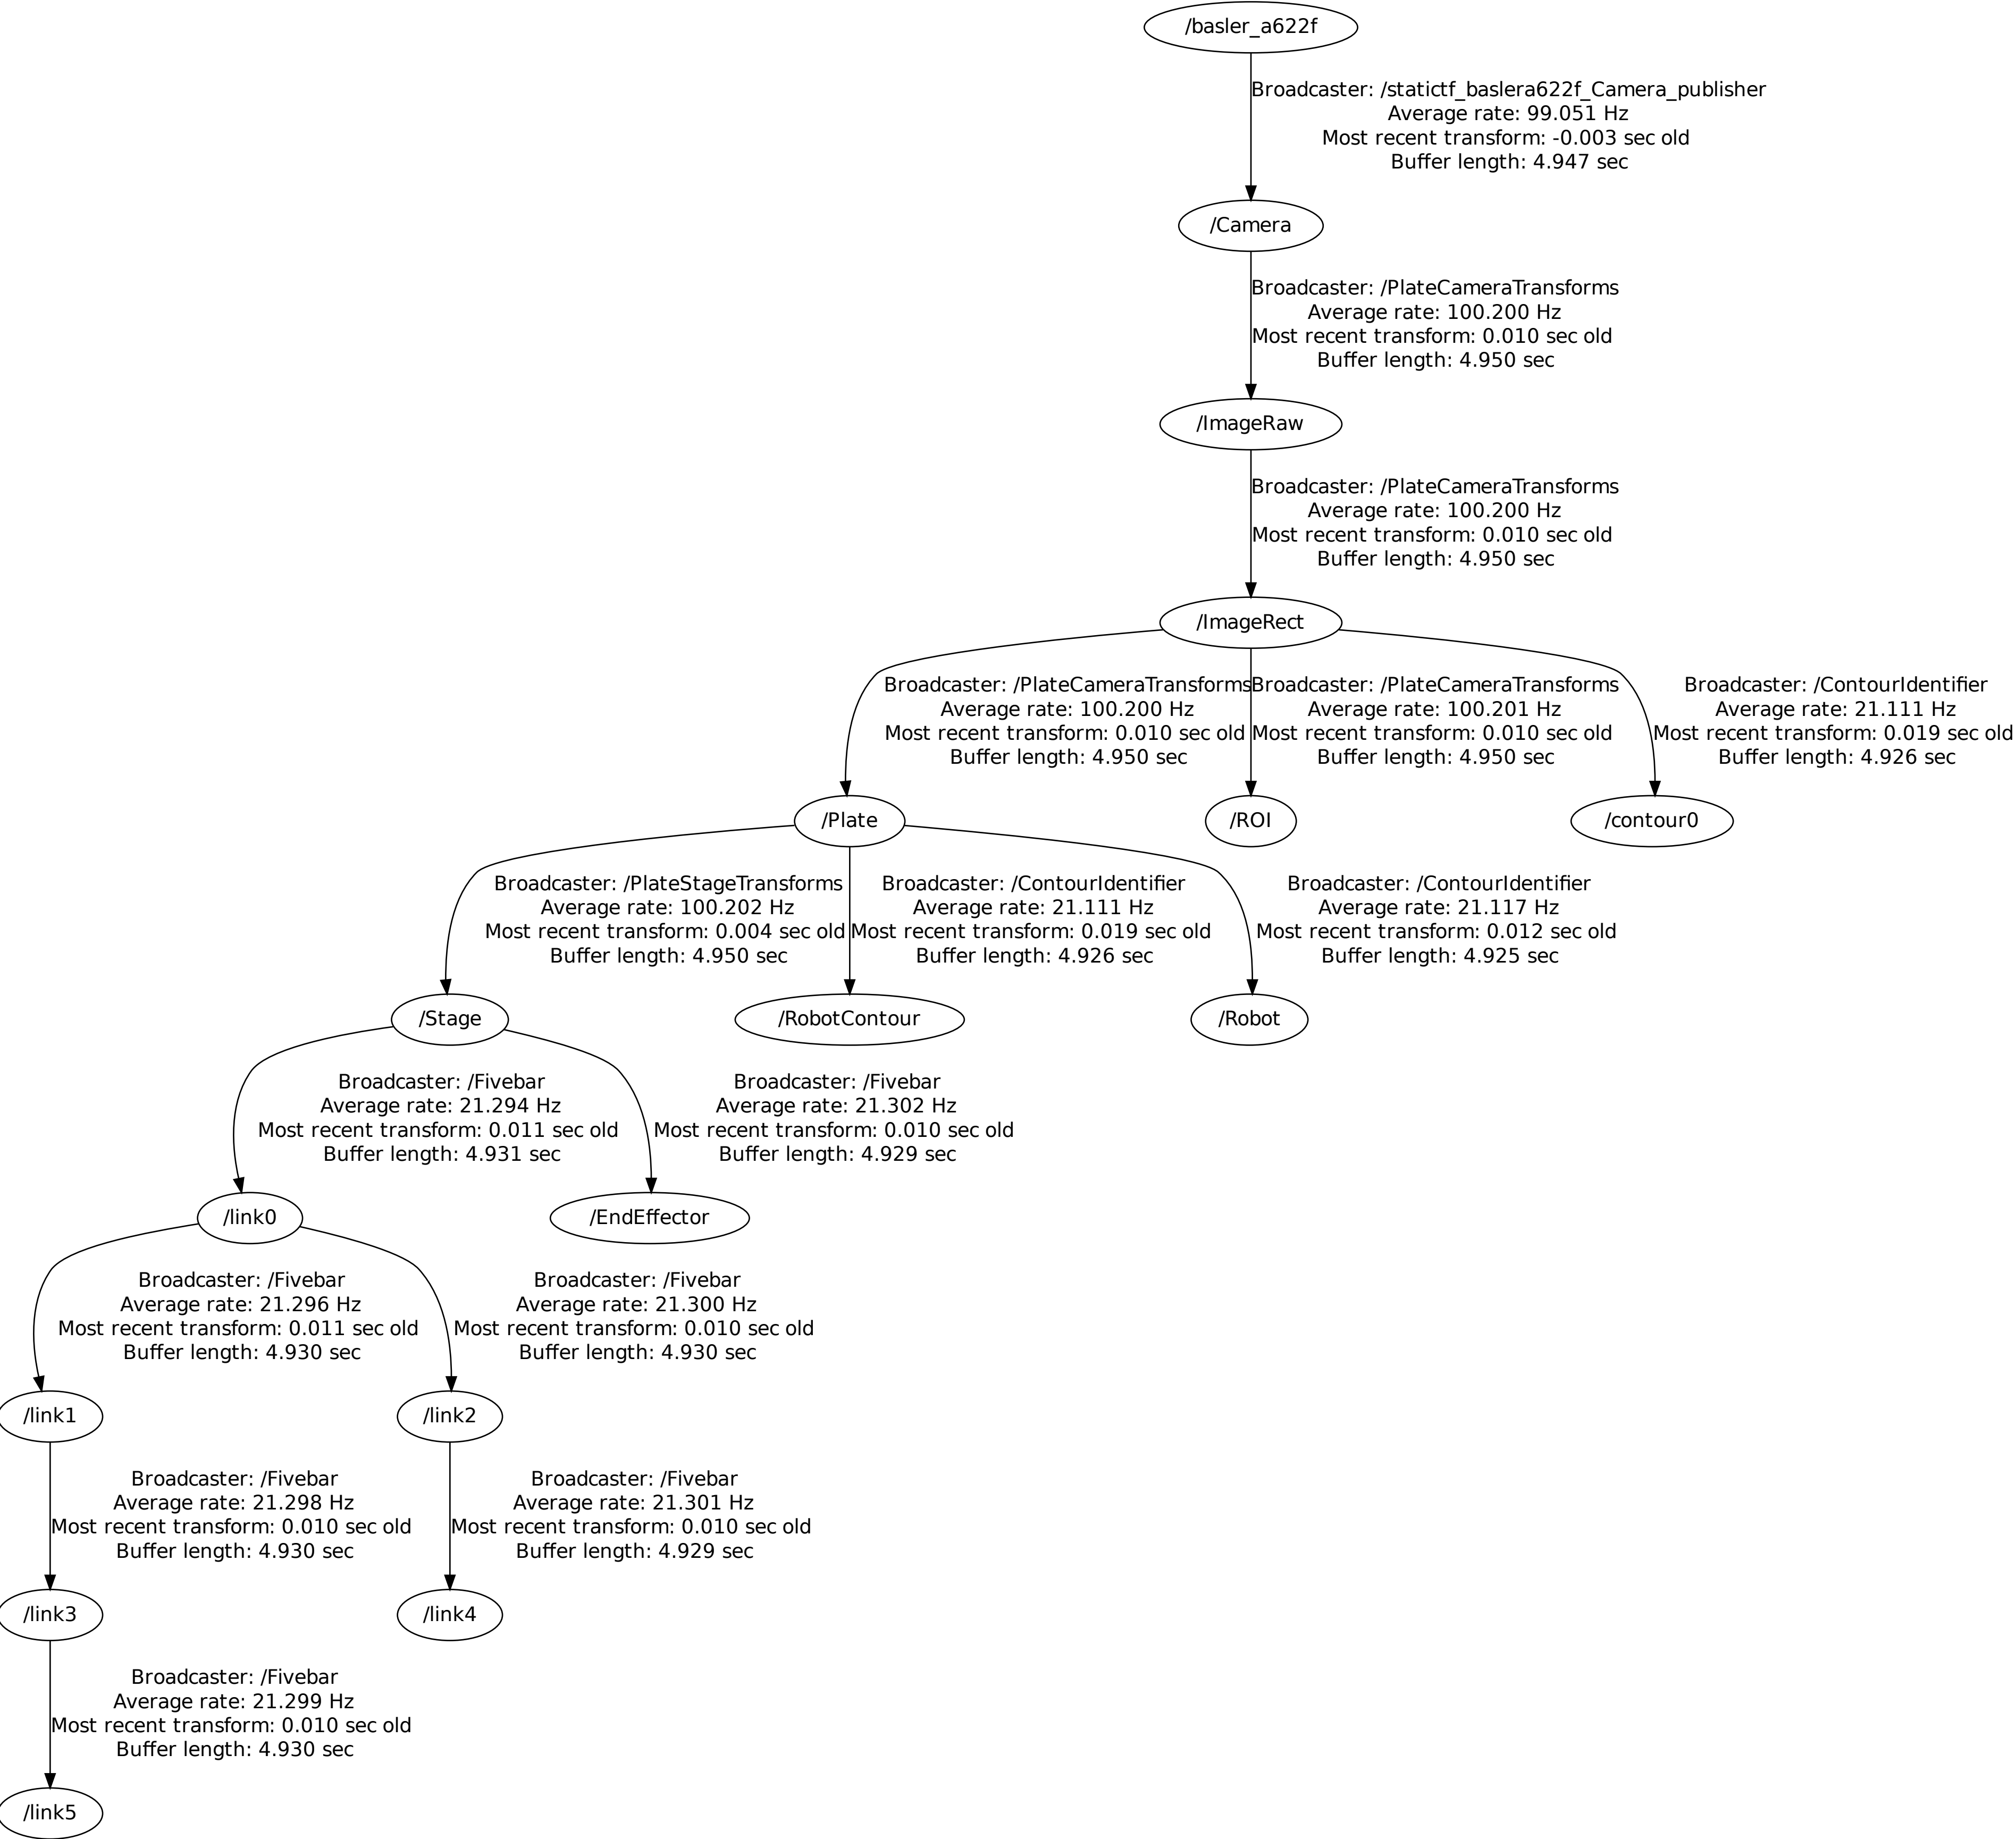 /basler_a622f
Broadcaster: /statictf_baslera622f_Camera_publisher
Average rate: 99.051 Hz
Most recent transform: -0.003 sec old
Buffer length: 4.947 sec
/Camera
Broadcaster: /PlateCameraTransforms
Average rate: 100.200 Hz
Most recent transform: 0.010 sec old
Buffer length: 4.950 sec
/ImageRaw
Broadcaster: /PlateCameraTransforms
Average rate: 100.200 Hz
Most recent transform: 0.010 sec old
Buffer length: 4.950 sec
/ImageRect
Broadcaster: /PlateCameraTransforms
Average rate: 100.200 Hz
Most recent transform: 0.010 sec old
Buffer length: 4.950 sec
Broadcaster: /PlateCameraTransforms
Average rate: 100.201 Hz
Most recent transform: 0.010 sec old
Buffer length: 4.950 sec
Broadcaster: /ContourIdentifier
Average rate: 21.111 Hz
Most recent transform: 0.019 sec old
Buffer length: 4.926 sec
/Plate
/ROI
/contour0
Broadcaster: /PlateStageTransforms
Average rate: 100.202 Hz
Most recent transform: 0.004 sec old
Buffer length: 4.950 sec
Broadcaster: /ContourIdentifier
Average rate: 21.111 Hz
Most recent transform: 0.019 sec old
Buffer length: 4.926 sec
Broadcaster: /ContourIdentifier
Average rate: 21.117 Hz
Most recent transform: 0.012 sec old
Buffer length: 4.925 sec
/Stage
/RobotContour
/Robot
Broadcaster: /Fivebar
Average rate: 21.294 Hz
Most recent transform: 0.011 sec old
Buffer length: 4.931 sec
Broadcaster: /Fivebar
Average rate: 21.302 Hz
Most recent transform: 0.010 sec old
Buffer length: 4.929 sec
/link0
/EndEffector
Broadcaster: /Fivebar
Average rate: 21.296 Hz
Most recent transform: 0.011 sec old
Buffer length: 4.930 sec
Broadcaster: /Fivebar
Average rate: 21.300 Hz
Most recent transform: 0.010 sec old
Buffer length: 4.930 sec
/link1
/link2
Broadcaster: /Fivebar
Average rate: 21.298 Hz
Most recent transform: 0.010 sec old
Buffer length: 4.930 sec
Broadcaster: /Fivebar
Average rate: 21.301 Hz
Most recent transform: 0.010 sec old
Buffer length: 4.929 sec
/link3
/link4
Broadcaster: /Fivebar
Average rate: 21.299 Hz
Most recent transform: 0.010 sec old
Buffer length: 4.930 sec
/link5